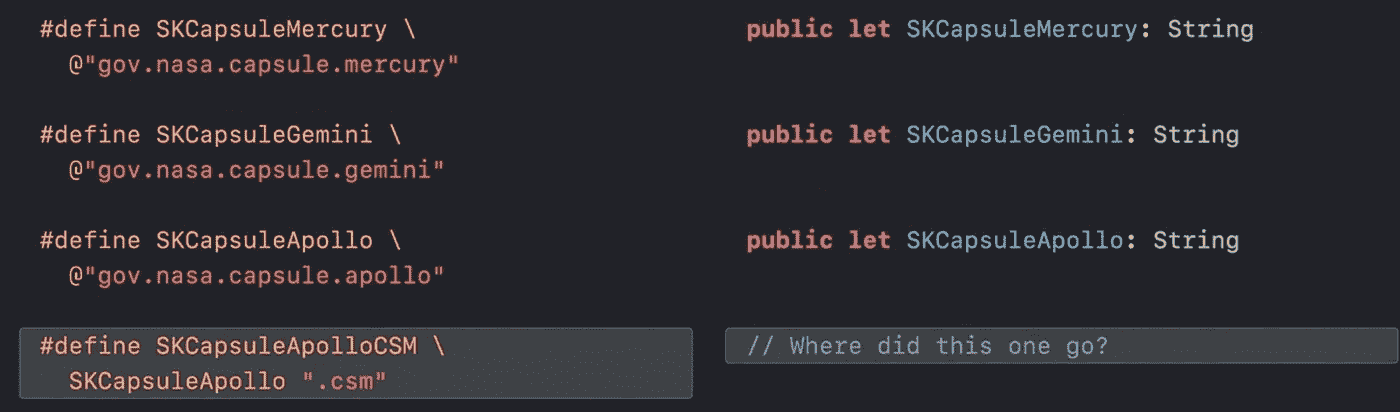 #define SKCapsuleMercury \
@"gov.nasa.capsule.mercury"
#define SKCapsuleGemini \
@"gov.nasa.capsule.gemini"
#define SKCapsuleApollo \
@"gov.nasa.capsule.apollo"
#define SKCapsuleApolloCSM \
SKCapsuleApollo ".csm"
public let SKCapsuleMercury: String
public let SKCapsuleGemini: String
public let SKCapsuleApollo: String
// Where did this one go?